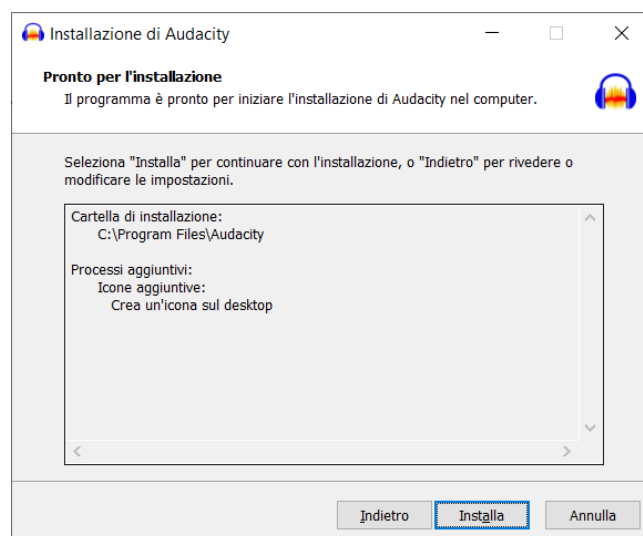 Installazione di Audacity
Pronto per l'installazione
Il programma è pronto per iniziare l'installazione di Audacity nel computer.
Seleziona "Installa" per continuare con l'installazione, o "Indietro" per rivedere o
modificare le impostazioni.
Cartella di installazione:
C:\Program Files\Audacity
Processi aggiuntivi:
Icone aggiuntive:
Crea un'icona sul desktop
Indietro
Installa
Annulla